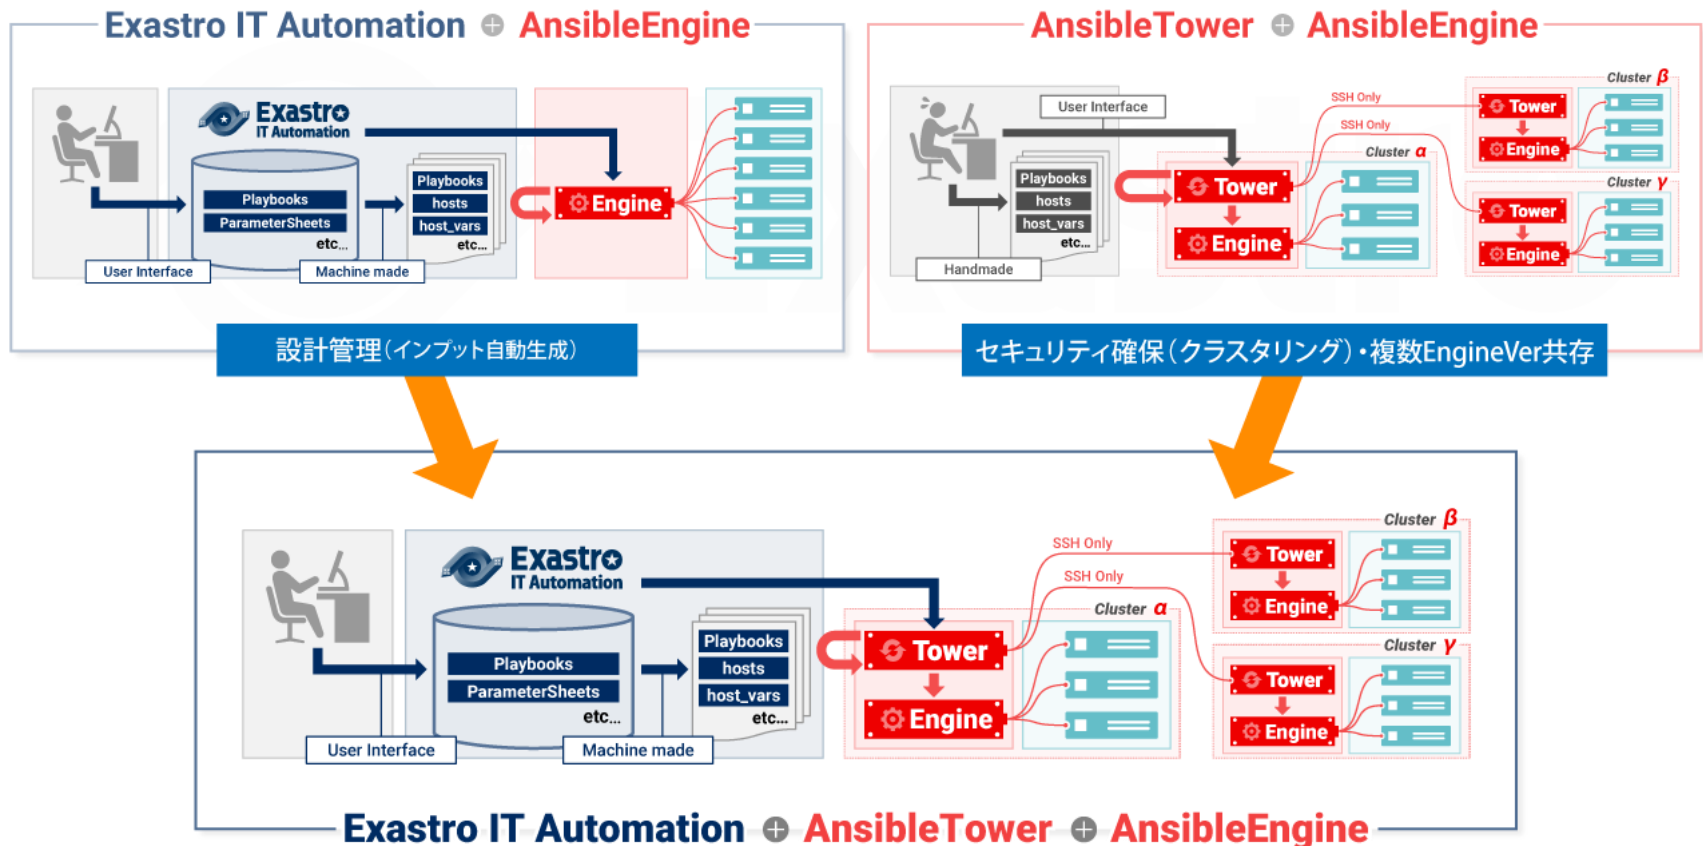 Exastro IT Automation + AnsibleEngine
Exastro
IT Automation
Playbooks
ParameterSheets
etc...
Playbooks
hosts
host_vars
etc...
User Interface
Machine made
Engine
設計管理(インプット自動生成)
AnsibleTower + AnsibleEngine
User Interface
Playbooks
hosts
host_vars
etc...
Handmade
SSH Only
SSH Only
Cluster α
Tower
Engine
Cluster β
Tower
Engine
Cluster γ
Tower
Engine
セキュリティ確保(クラスタリング)・複数EngineVer共存
Exastro
IT Automation
Playbooks
ParameterSheets
etc...
Playbooks
hosts
host_vars
etc...
User Interface
Machine made
SSH Only
SSH Only
Cluster α
Tower
Engine
Cluster β
Tower
Engine
Cluster γ
Tower
Engine
Exastro IT Automation + AnsibleTower + AnsibleEngine